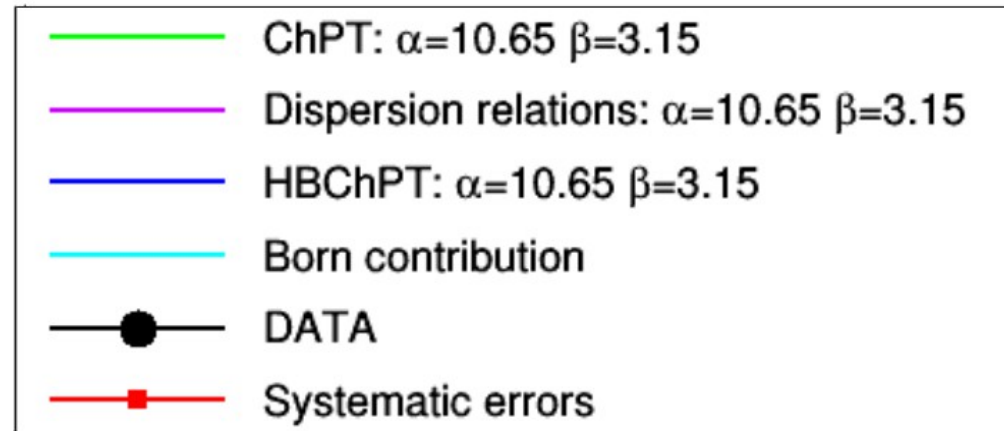 ChPT: α=10.65 β=3.15
Dispersion relations: α=10.65 β=3.15
HBChPT: α=10.65 β=3.15
Born contribution
DATA
Systematic errors